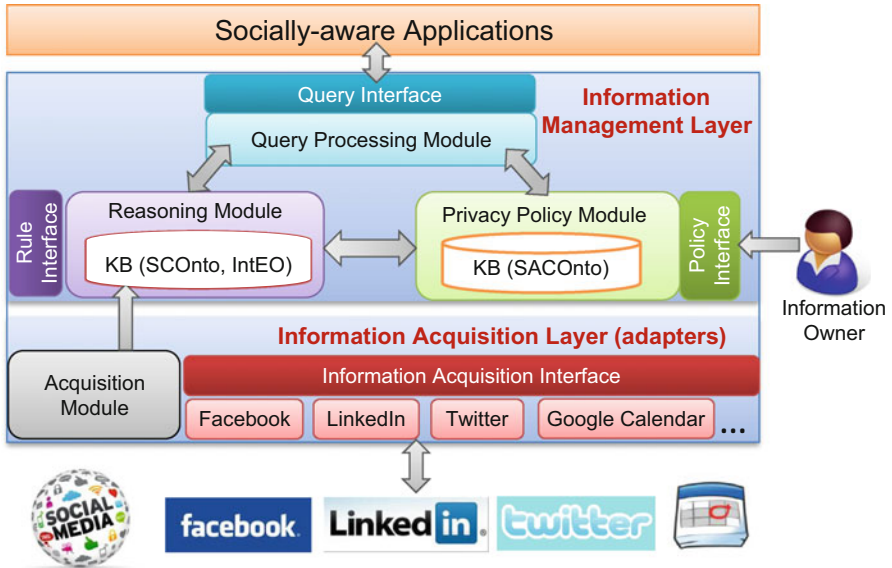 Socially-aware Applications
Query Interface
Information
Management Layer
Query Processing Module
Rule
Interface
Reasoning Module
KB (SCOnto, IntEO)
Privacy Policy Module
KB (SACOnto)
Policy
Interface
Information
Owner
Information Acquisition Layer (adapters)
Acquisition
Module
Information Acquisition Interface
Facebook
LinkedIn
Twitter
Google Calendar
...
SOCIAL
MEDIA
facebook.
Linked in.
twitter